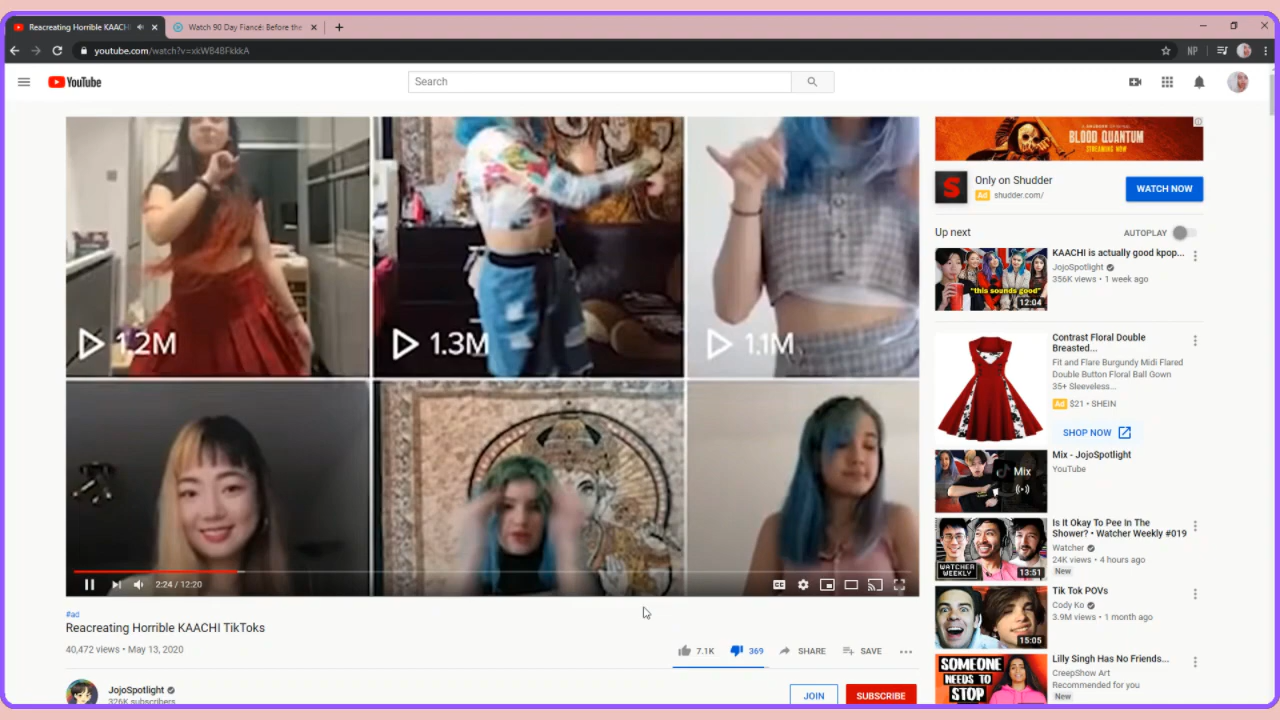 Reacreating Horrible KAACHI
Watch 90 Day Fiancé: Before the
youtube.com/watch?v=xkWB48FkkkA
NP
YouTube
Search
1.2M
1.3M
1.1M
2:24 / 12:20
CC
#ad
Reacreating Horrible KAACHI TikToks
40,472 views • May 13, 2020
7.1K
369
SHARE
SAVE
JojoSpotlight
326K subscribers
JOIN
SUBSCRIBE
BLOOD QUANTUM
STREAMING NOW
S
Only on Shudder
Ad shudder.com/
WATCH NOW
Up next
AUTOPLAY
"this sounds good"
12:04
KAACHI is actually good kpop...
JojoSpotlight
356K views • 1 week ago
Contrast Floral Double
Breasted...
Fit and Flare Burgundy Midi Flared
Double Button Floral Ball Gown
35+ Sleeveless...
Ad $21 • SHEIN
SHOP NOW
Mix
Mix - JojoSpotlight
YouTube
WATCHER
WEEKLY
13:51
Is It Okay To Pee In The
Shower? • Watcher Weekly #019
Watcher
24K views • 4 hours ago
New
15:05
Tik Tok POVs
Cody Ko
3.9M views • 1 month ago
SOMEONE
NEEDS TO
STOP
Lilly Singh Has No Friends...
CreepShow Art
Recommended for you
New